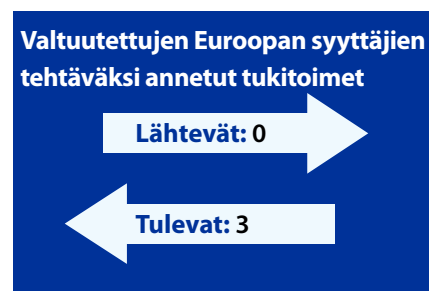 Valtuutettujen Euroopan syyttäjien
tehtäväksi annetut tukitoimet
Lähtevät: 0
Tulevat: 3